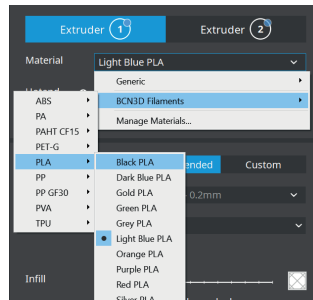 Extruder 1
Extruder 2
Material
Light Blue PLA
Generic
BCN3D Filaments
Manage Materials...
ABS
PA
PAHT CF15
PET-G
PLA
PP
PP GF30
PVA
TPU
Black PLA
Dark Blue PLA
Gold PLA
Green PLA
Grey PLA
Light Blue PLA
Orange PLA
Purple PLA
Red PLA
Silver PLA
ended
Custom
0.2mm
Infill